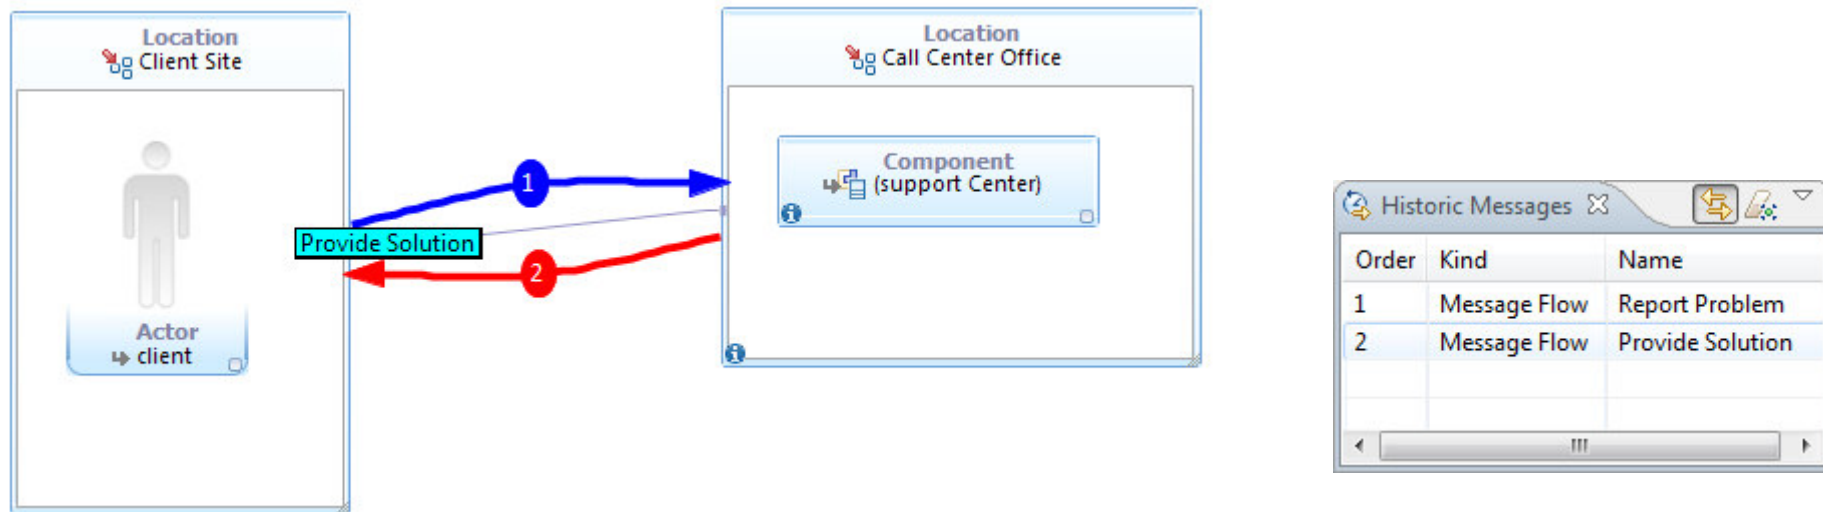 Location
Client Site
Actor
client
1
Provide Solution
2
Location
Call Center Office
Component
(support Center)
Historic Messages
Order Kind Name
1 Message Flow Report Problem
2 Message Flow Provide Solution